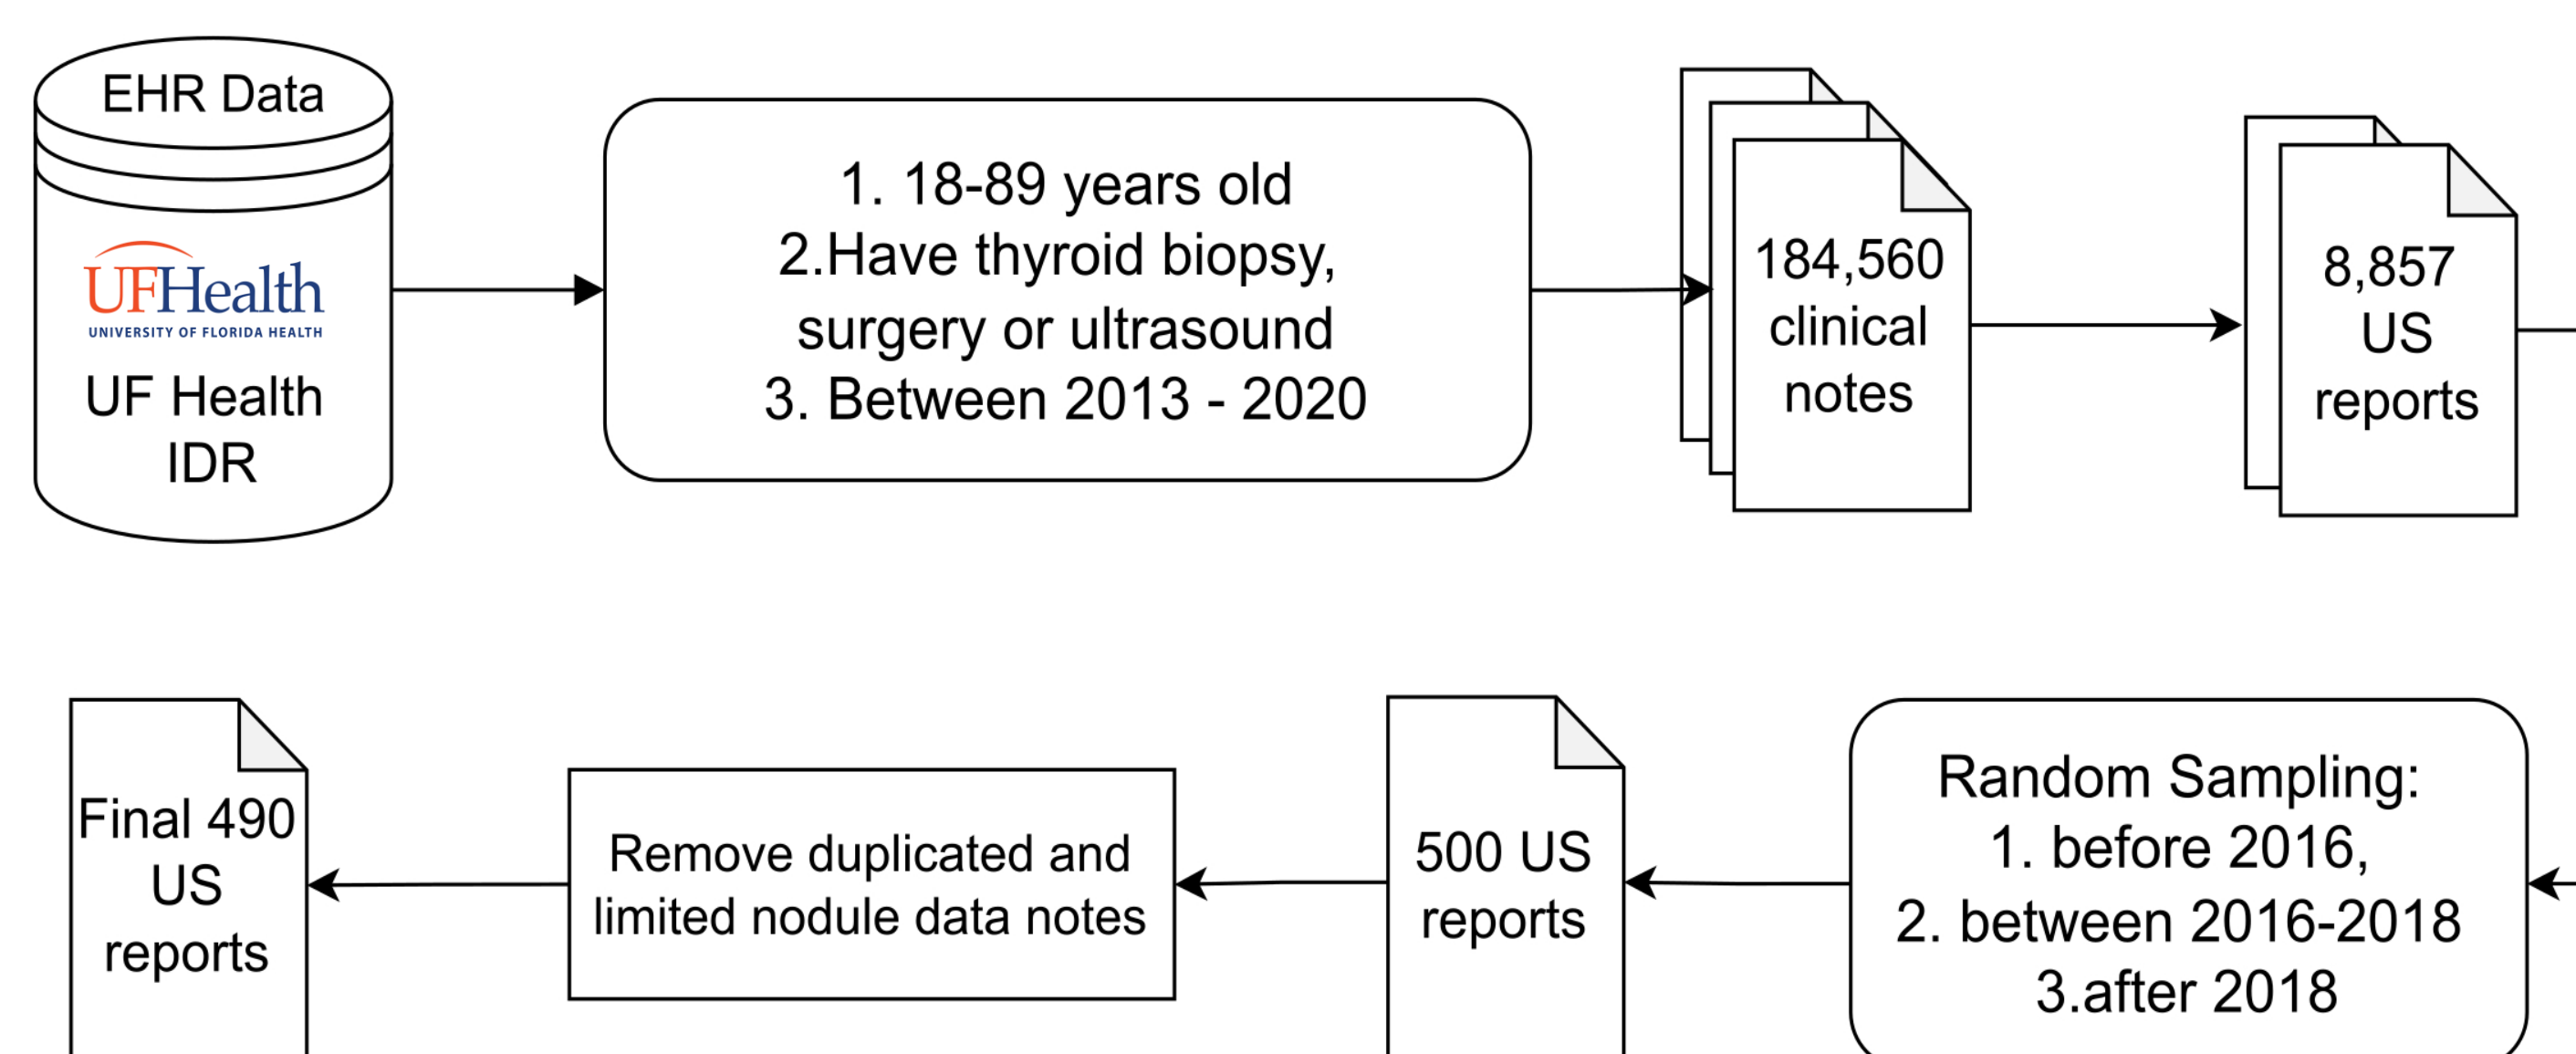 EHR Data
UFHealth
UNIVERSITY OF FLORIDA HEALTH
UF Health
IDR
1. 18-89 years old
2.Have thyroid biopsy,
surgery or ultrasound
3. Between 2013 - 2020
184,560
clinical
notes
8,857
US
reports
Random Sampling:
1. before 2016,
2. between 2016-2018
3.after 2018
500 US
reports
Remove duplicated and
limited nodule data notes
Final 490
US
reports